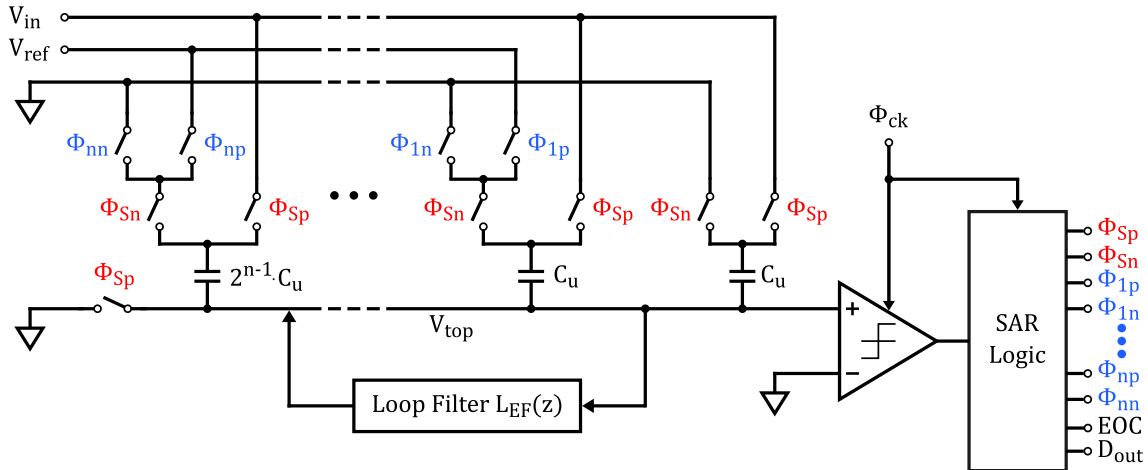 V_in
V_ref
Φ_ck
Φ_nn Φ_np Φ_1n Φ_1p
Φ_Sn Φ_Sp Φ_Sn Φ_Sp Φ_Sn Φ_Sp
Φ_Sp
2^{n-1}·C_u C_u C_u
V_top
+
−
Loop Filter L_EF(z)
SAR
Logic
Φ_Sp
Φ_Sn
Φ_1p
Φ_1n
Φ_np
Φ_nn
EOC
D_out